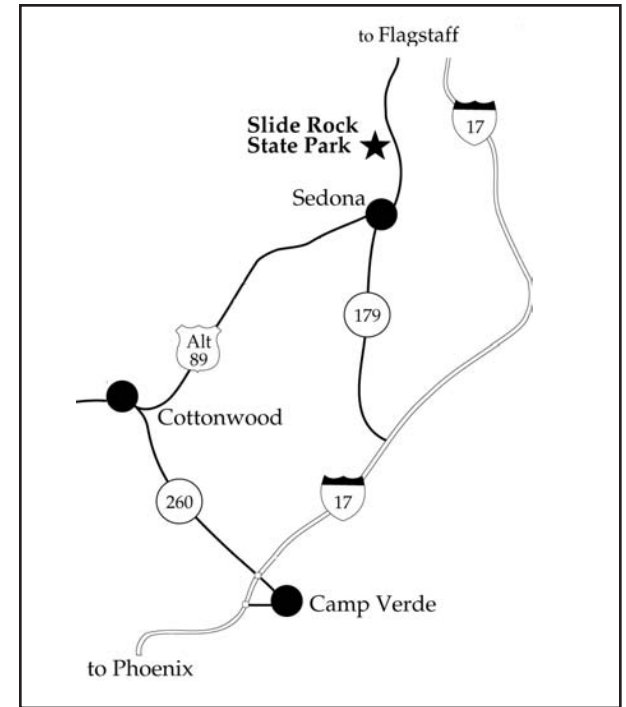 to Flagstaff
17
Slide Rock
State Park
Sedona
179
Alt
89
Cottonwood
17
260
Camp Verde
to Phoenix